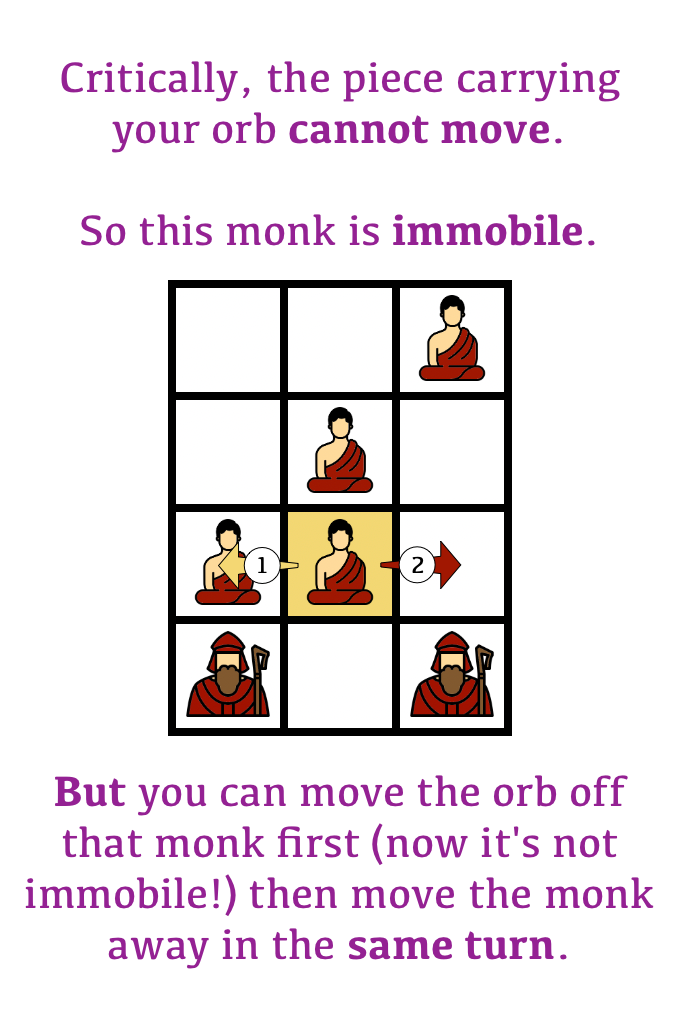 Critically, the piece carrying
your orb cannot move.
So this monk is immobile.
1
2
But you can move the orb off
that monk first (now it's not
immobile!) then move the monk
away in the same turn.